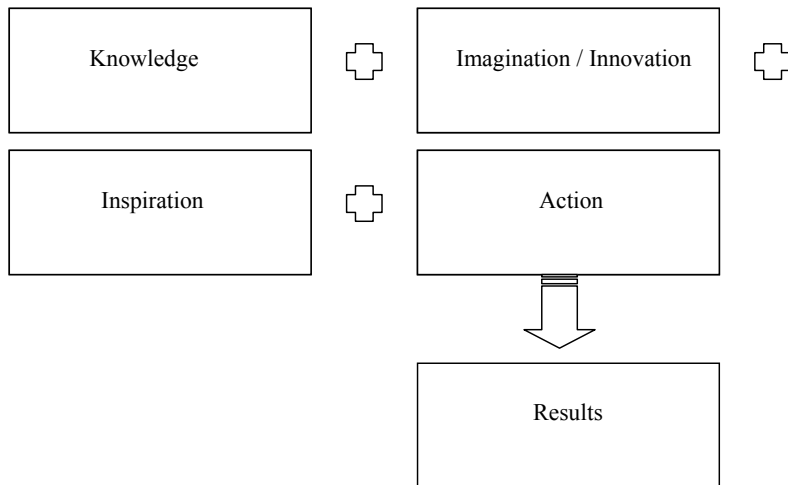 Knowledge
Imagination / Innovation
Inspiration
Action
Results